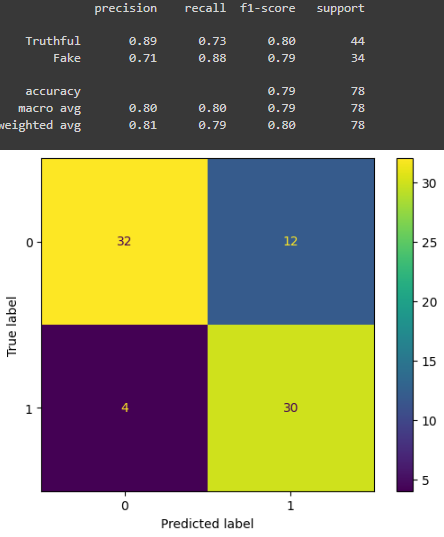 precision recall f1-score support
Truthful 0.89 0.73 0.80 44
Fake 0.71 0.88 0.79 34
accuracy 0.79 78
macro avg 0.80 0.80 0.79 78
weighted avg 0.81 0.79 0.80 78
32 12
4 30
0
1
True label
0 1
Predicted label
30
25
20
15
10
5